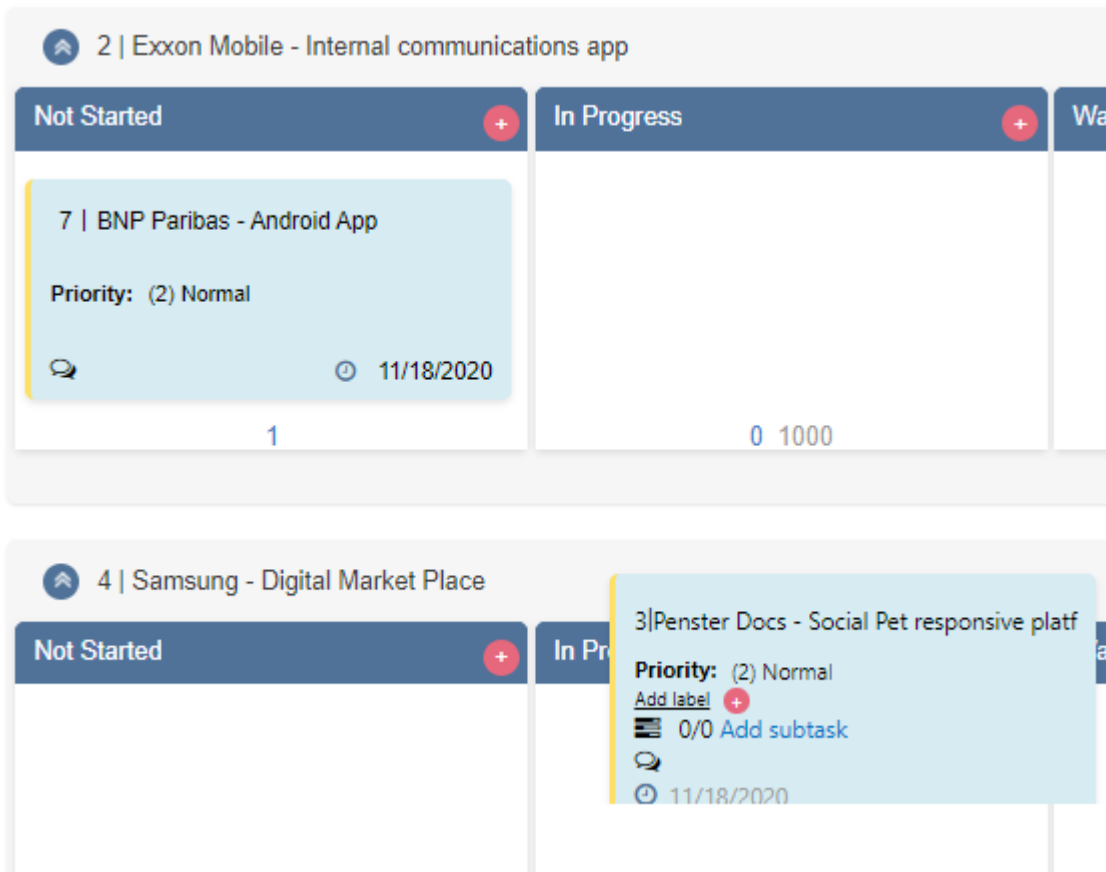 2 | Exxon Mobile - Internal communications app
Not Started +
In Progress +
Wa
7 | BNP Paribas - Android App
Priority: (2) Normal
11/18/2020
1
0 1000
4 | Samsung - Digital Market Place
Not Started +
In Pr
3|Penster Docs - Social Pet responsive platf
Priority: (2) Normal
Add label +
0/0 Add subtask
11/18/2020